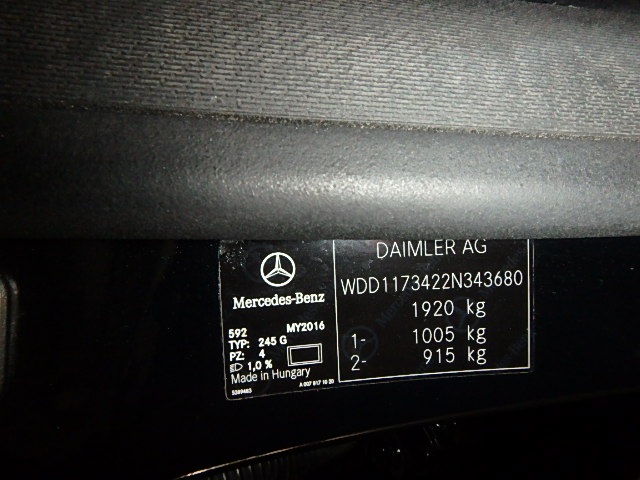 Mercedes-Benz
592 MY2016
TYP: 245 G
PZ: 4
1,0 %
Made in Hungary
DAIMLER AG
WDD1173422N343680
1920 kg
1- 1005 kg
2- 915 kg